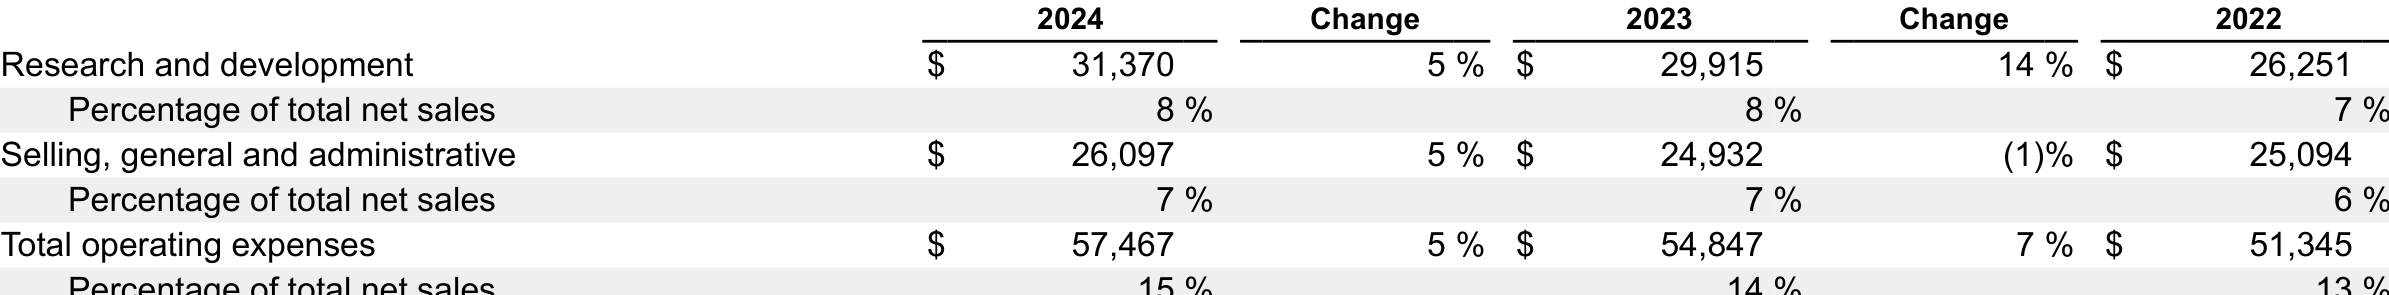 2024 Change 2023 Change 2022
Research and development $ 31,370 5 % $ 29,915 14 % $ 26,251
Percentage of total net sales 8 % 8 % 7 %
Selling, general and administrative $ 26,097 5 % $ 24,932 (1)% $ 25,094
Percentage of total net sales 7 % 7 % 6 %
Total operating expenses $ 57,467 5 % $ 54,847 7 % $ 51,345
Percentage of total net sales 15 % 14 % 13 %